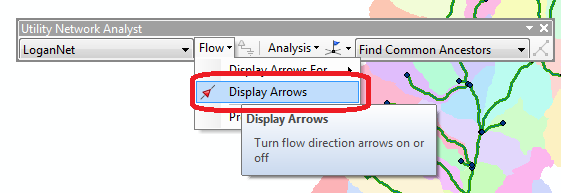 Utility Network Analyst
LoganNet Flow Analysis Find Common Ancestors
Display Arrows For
Display Arrows
Display Arrows
Turn flow direction arrows on or
off